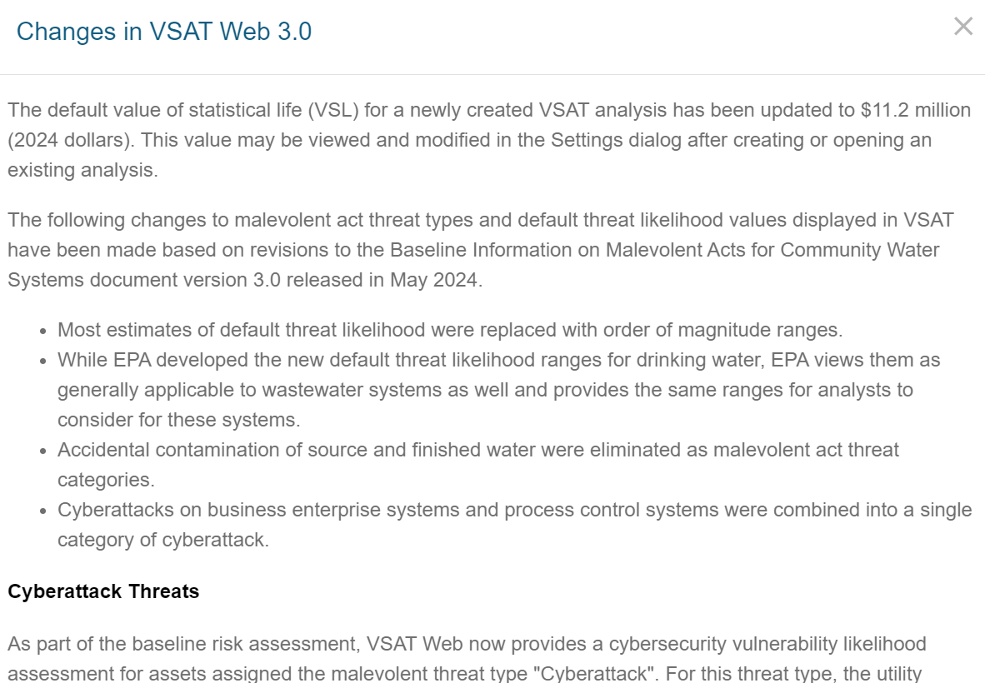 Changes in VSAT Web 3.0
The default value of statistical life (VSL) for a newly created VSAT analysis has been updated to $11.2 million
(2024 dollars). This value may be viewed and modified in the Settings dialog after creating or opening an
existing analysis.
The following changes to malevolent act threat types and default threat likelihood values displayed in VSAT
have been made based on revisions to the Baseline Information on Malevolent Acts for Community Water
Systems document version 3.0 released in May 2024.
• Most estimates of default threat likelihood were replaced with order of magnitude ranges.
• While EPA developed the new default threat likelihood ranges for drinking water, EPA views them as
generally applicable to wastewater systems as well and provides the same ranges for analysts to
consider for these systems.
• Accidental contamination of source and finished water were eliminated as malevolent act threat
categories.
• Cyberattacks on business enterprise systems and process control systems were combined into a single
category of cyberattack.
Cyberattack Threats
As part of the baseline risk assessment, VSAT Web now provides a cybersecurity vulnerability likelihood
assessment for assets assigned the malevolent threat type "Cyberattack". For this threat type, the utility